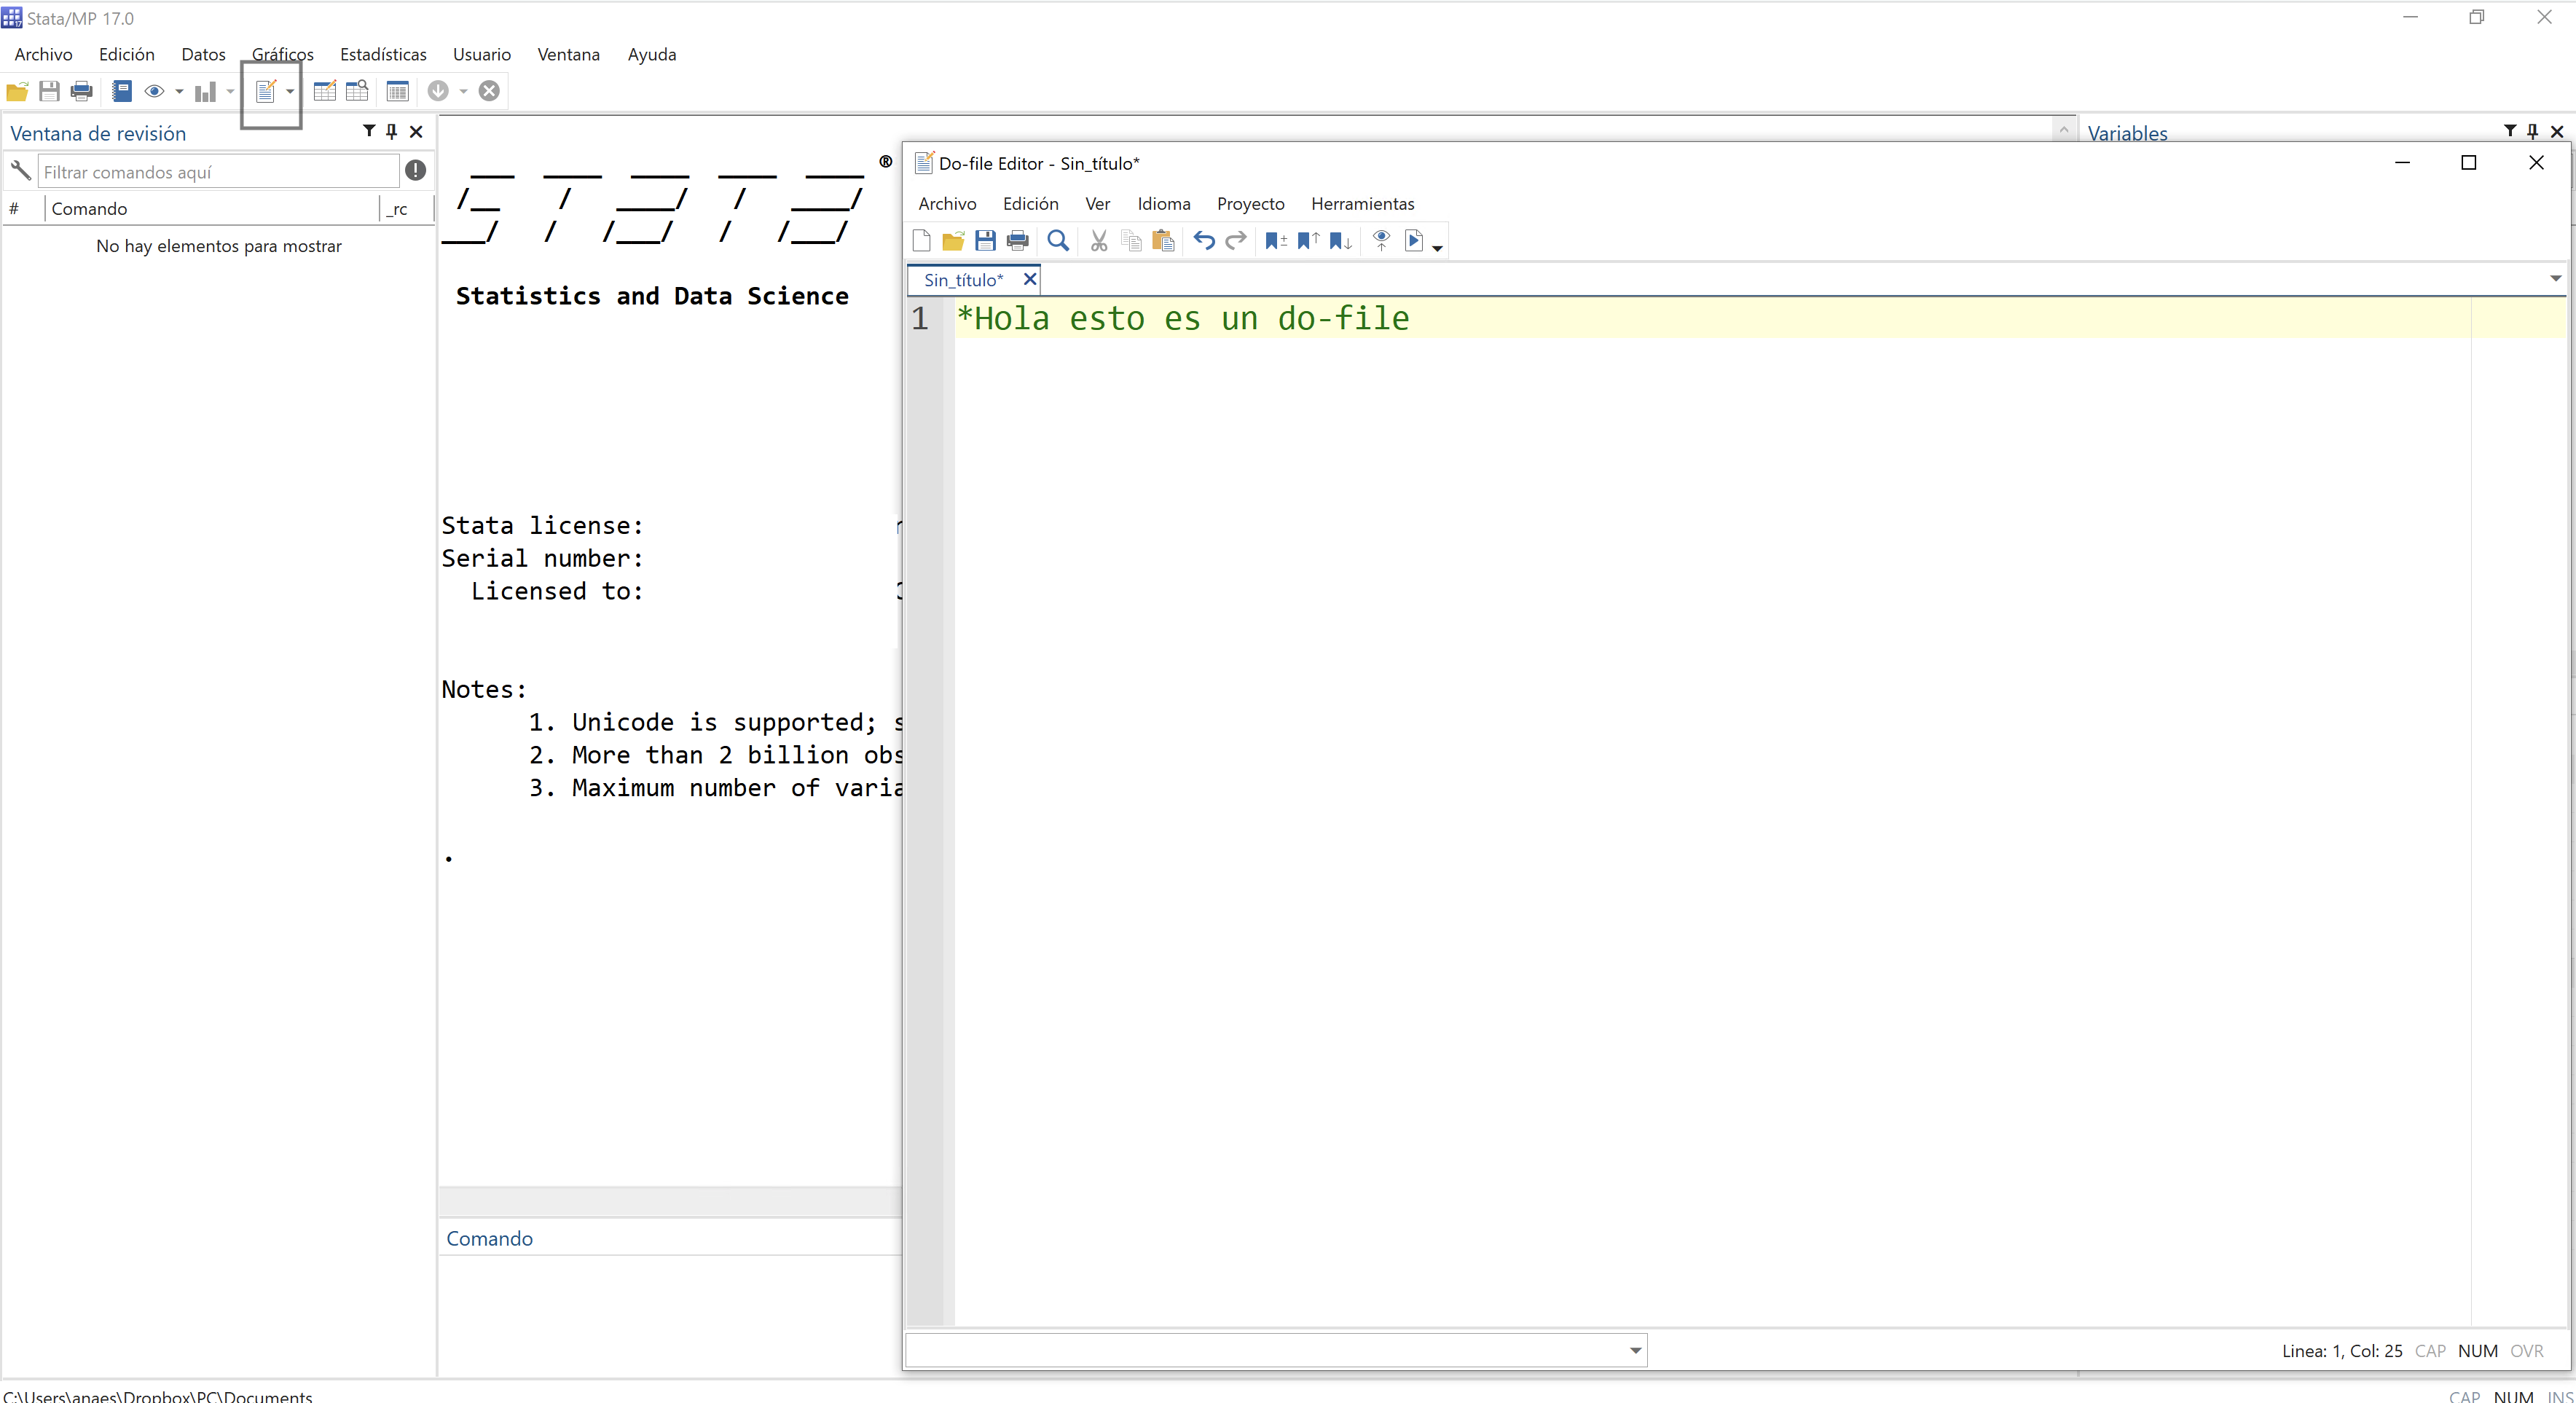 Stata/MP 17.0
Archivo Edición Datos Gráficos Estadísticas Usuario Ventana Ayuda
Ventana de revisión
Filtrar comandos aquí
# Comando _rc
No hay elementos para mostrar
®
Statistics and Data Science
Stata license:
Serial number:
Licensed to:
Notes:
1. Unicode is supported; s
2. More than 2 billion obs
3. Maximum number of varia
.
Comando
Variables
Do-file Editor - Sin_título*
Archivo Edición Ver Idioma Proyecto Herramientas
Sin_título*
1 *Hola esto es un do-file
Linea: 1, Col: 25 CAP NUM OVR
C:\Users\anaes\Dropbox\PC\Documents
CAP NUM INS